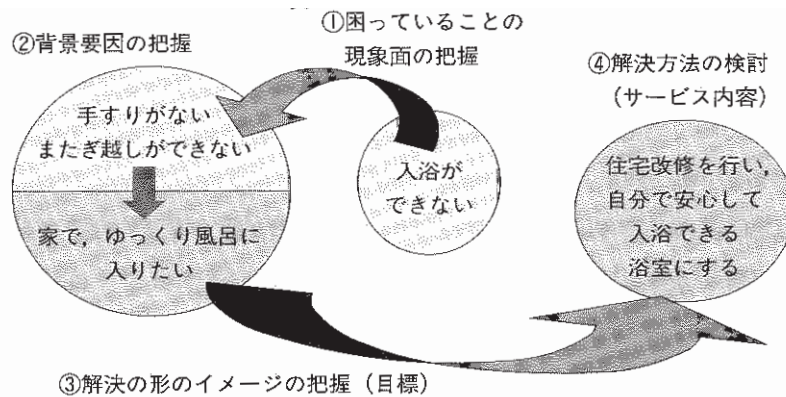 ①困っていることの
現象面の把握
②背景要因の把握
手すりがない
またぎ越しができない
家で，ゆっくり風呂に
入りたい
入浴が
できない
③解決の形のイメージの把握（目標）
④解決方法の検討
（サービス内容）
住宅改修を行い，
自分で安心して
入浴できる
浴室にする